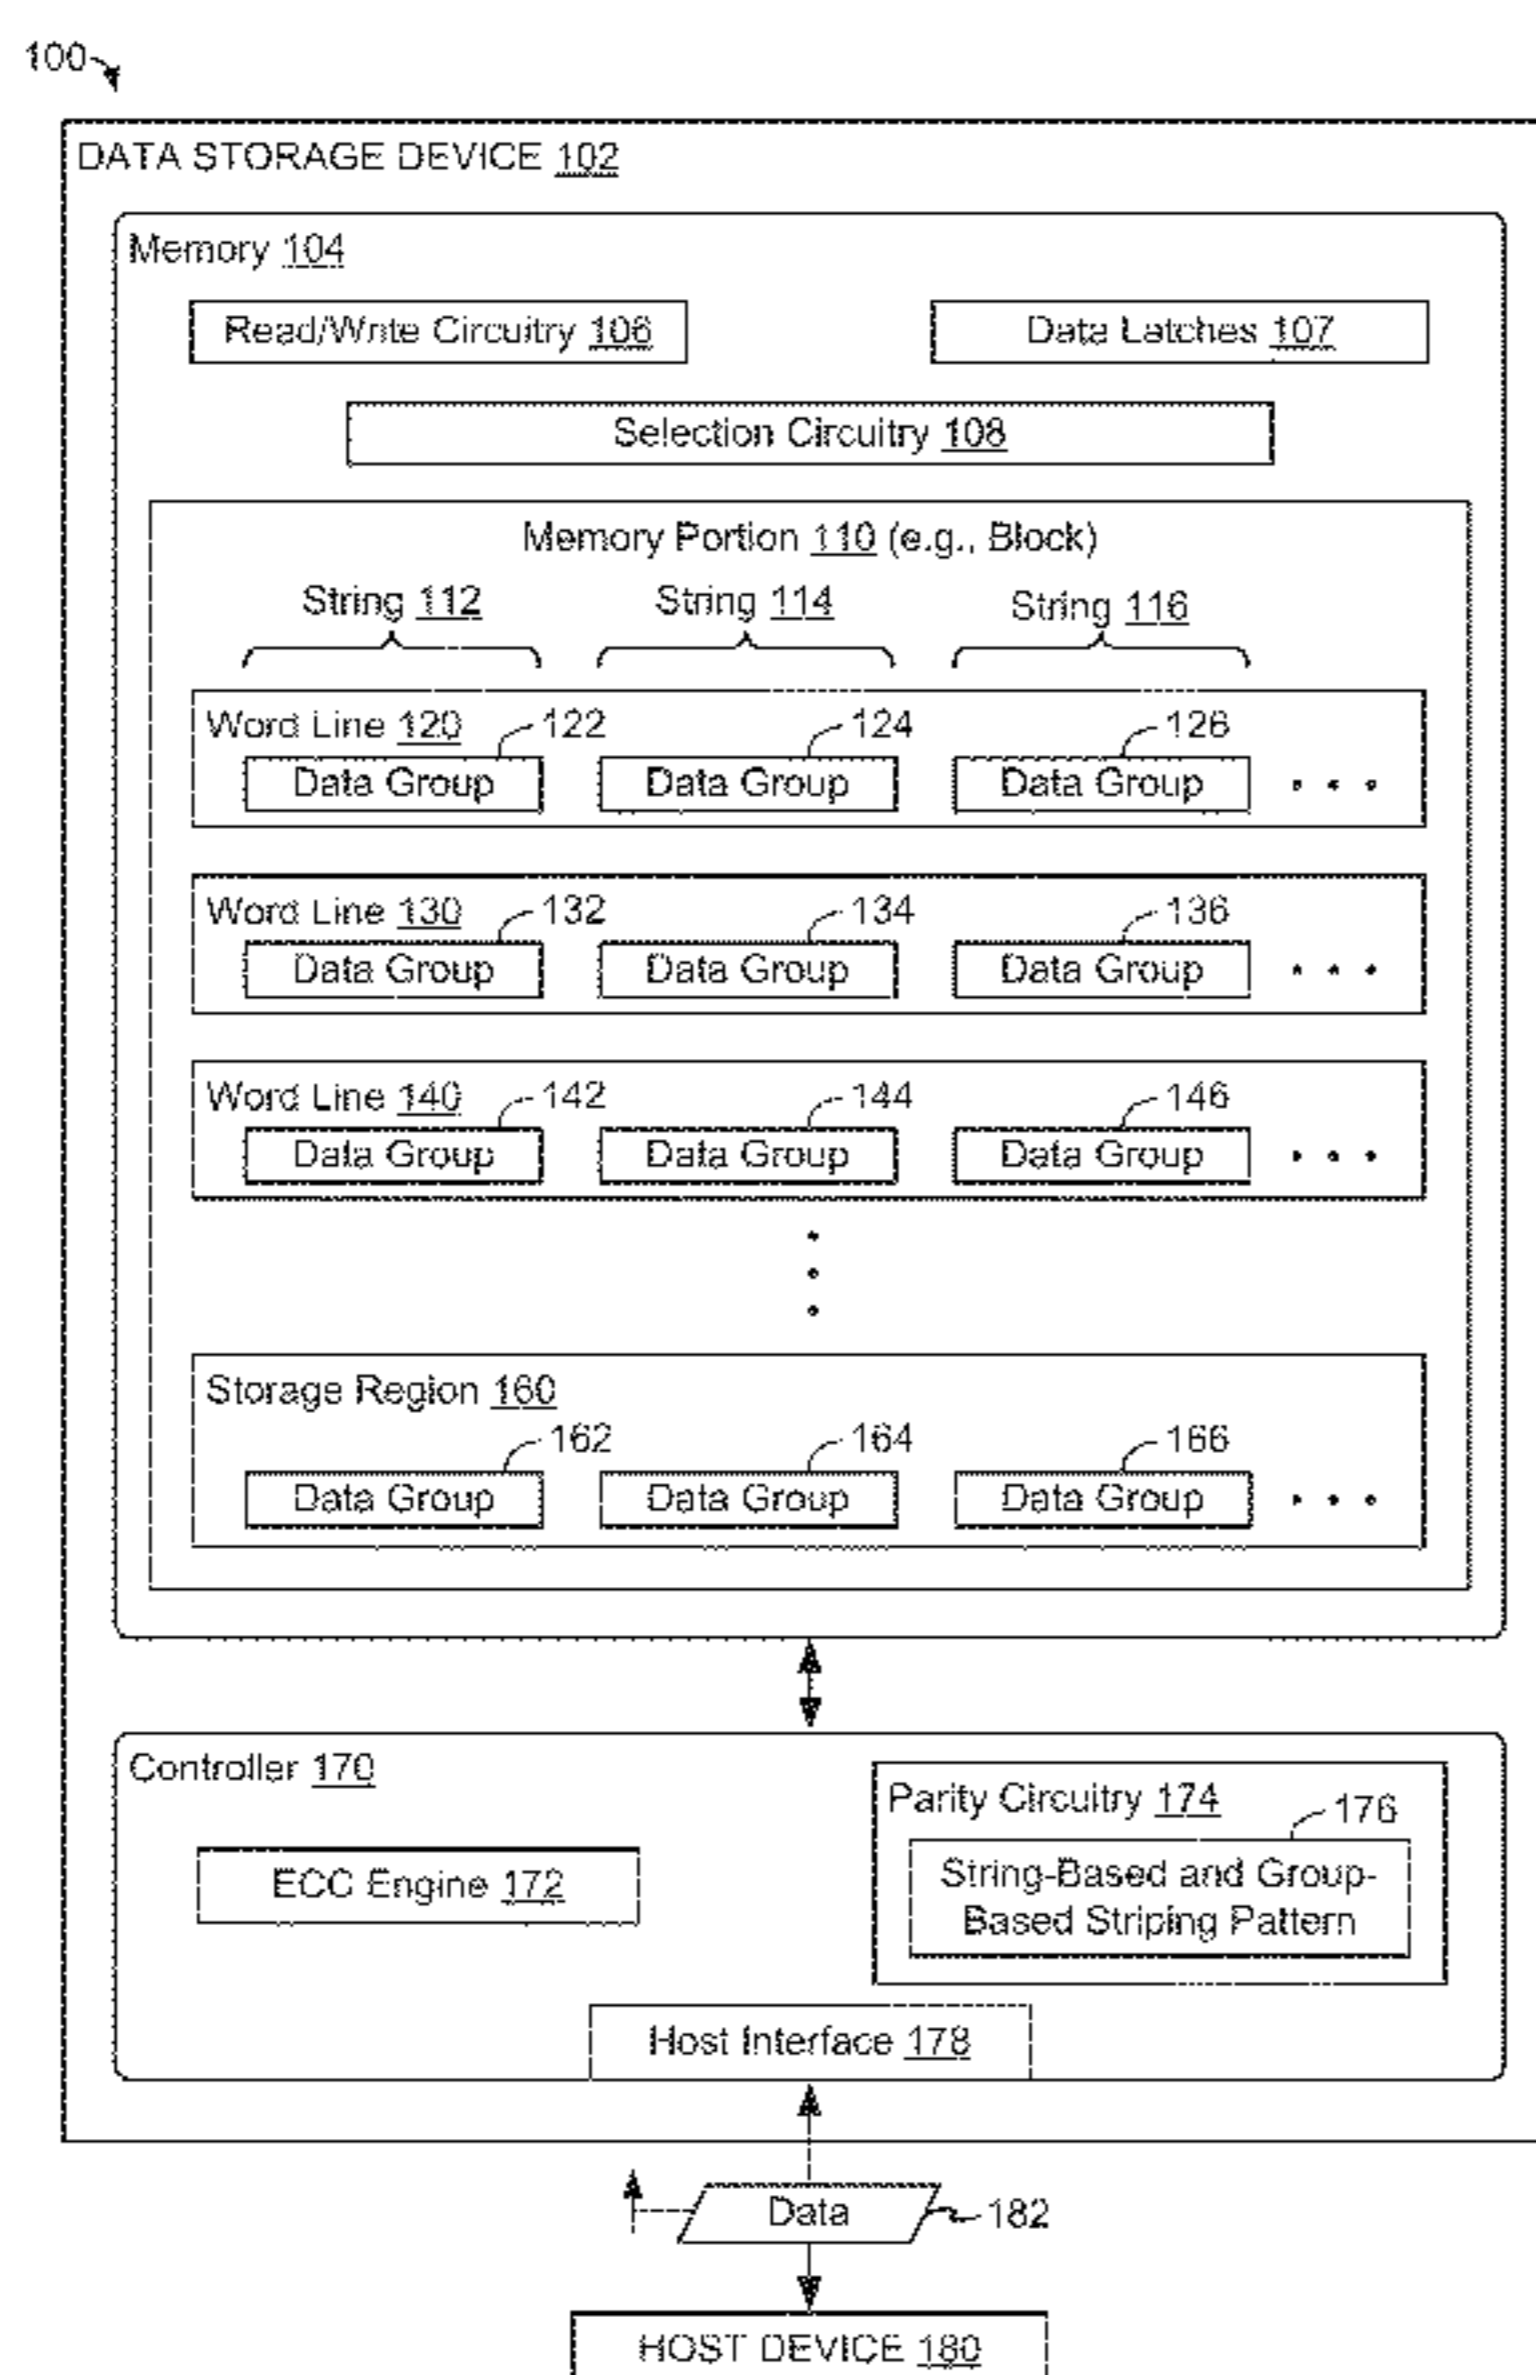 100
DATA STORAGE DEVICE 102
Memory 104
Read/Write Circuitry 106
Data Latches 107
Selection Circuitry 108
Memory Portion 110 (e.g., Block)
String 112
String 114
String 116
Word Line 120
122
124
126
Data Group
Data Group
Data Group
Word Line 130
132
134
136
Data Group
Data Group
Data Group
Word Line 140
142
144
146
Data Group
Data Group
Data Group
Storage Region 160
162
164
166
Data Group
Data Group
Data Group
Controller 170
Parity Circuitry 174
176
ECC Engine 172
String-Based and Group-
Based Striping Pattern
Host Interface 178
Data
182
HOST DEVICE 180